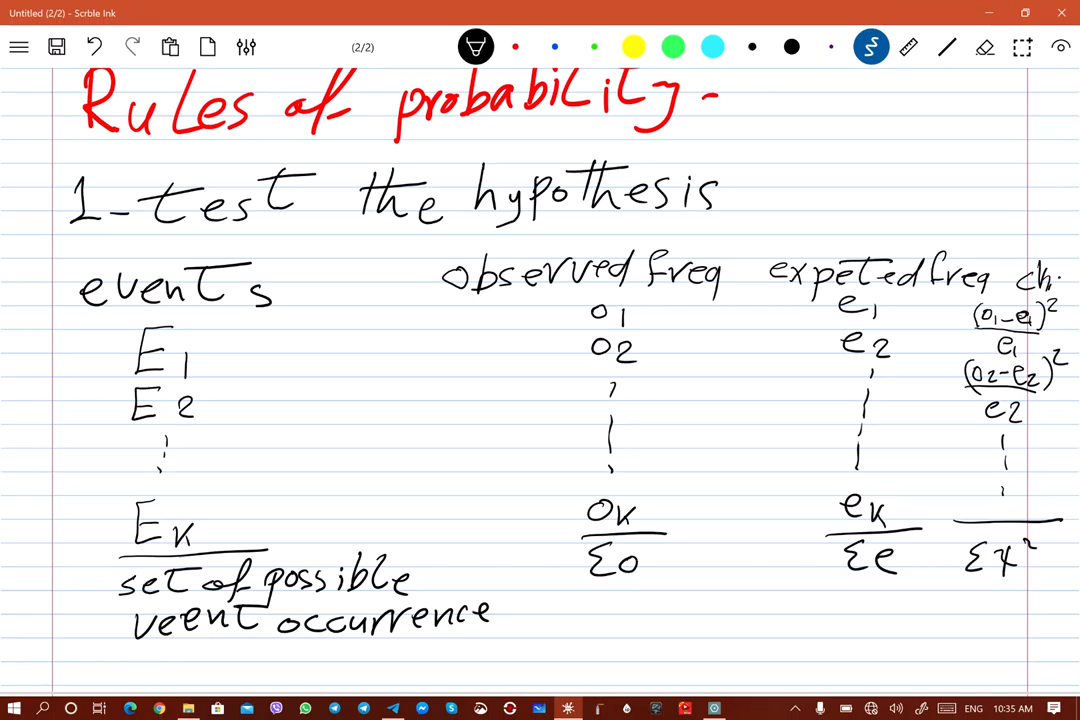 Untitled (2/2) - Scrble Ink
(2/2)
Rules of probability -
1-test the hypothesis
events observed freq expeted freq ch.
o1 e1 (o1-e1)²
E1 o2 e2 e1
(o2-e2)²
E2 e2
Ek ok ek
Σo Σe Σx²
set of possible
veent occurrence
ENG 10:35 AM